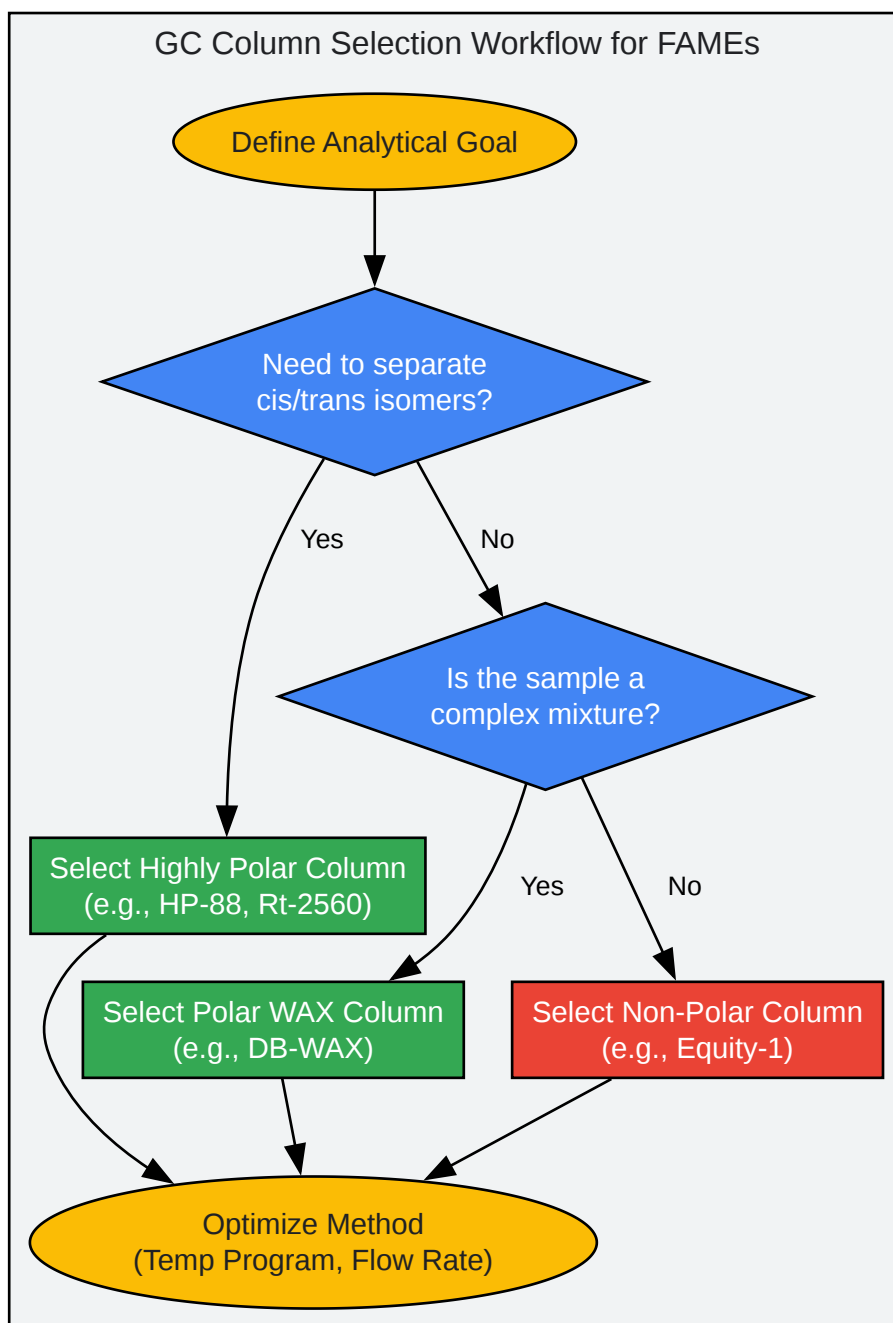 GC Column Selection Workflow for FAMEs
Define Analytical Goal
Need to separate
cis/trans isomers?
Yes
No
Is the sample a
complex mixture?
Select Highly Polar Column
(e.g., HP-88, Rt-2560)
Yes
No
Select Polar WAX Column
(e.g., DB-WAX)
Select Non-Polar Column
(e.g., Equity-1)
Optimize Method
(Temp Program, Flow Rate)